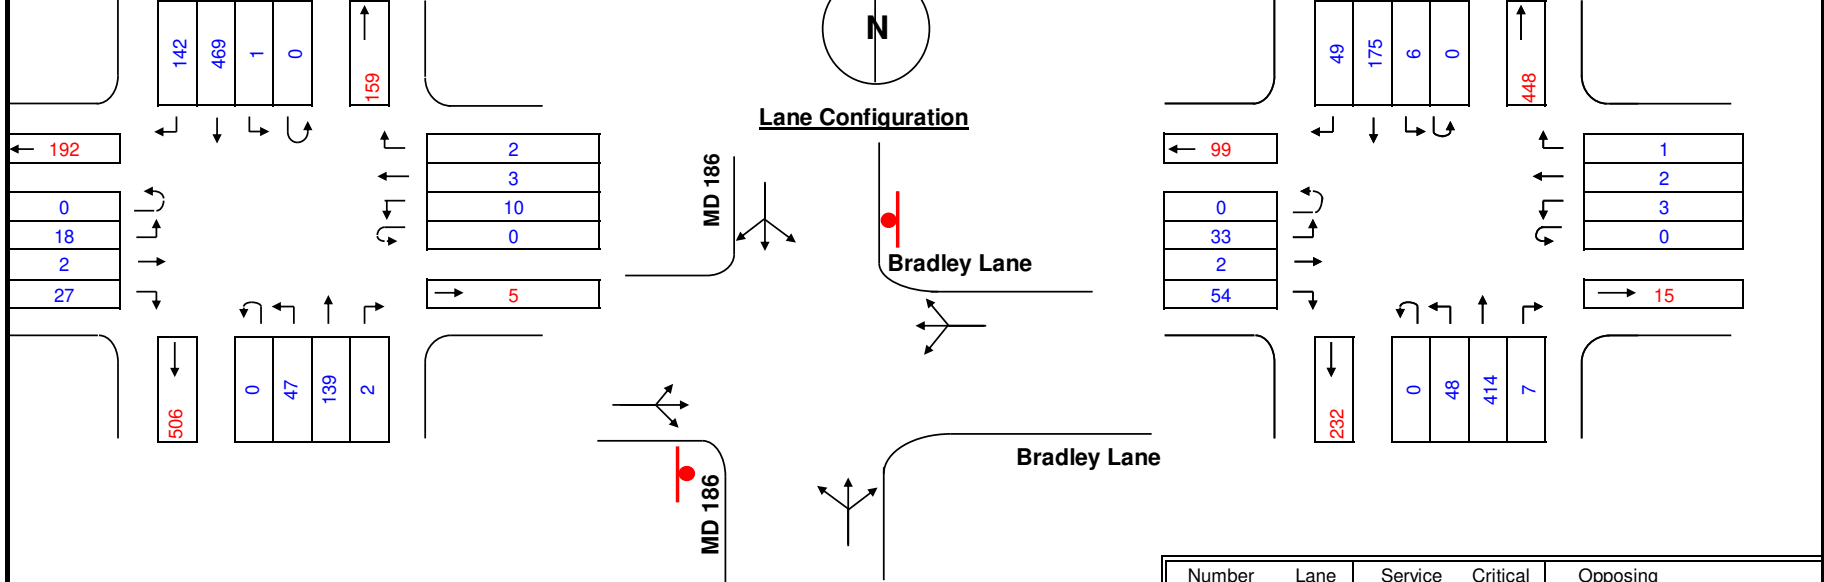 142 469 1 0 159
N
49 175 6 0 448
Lane Configuration
192
2
3
10
0
0
18
2
27
5
MD 186
Bradley Lane
99
1
2
3
0
0
33
2
54
15
506
0 47 139 2
MD 186
Bradley Lane
232
0 48 414 7
Number Lane Service Critical Opposing